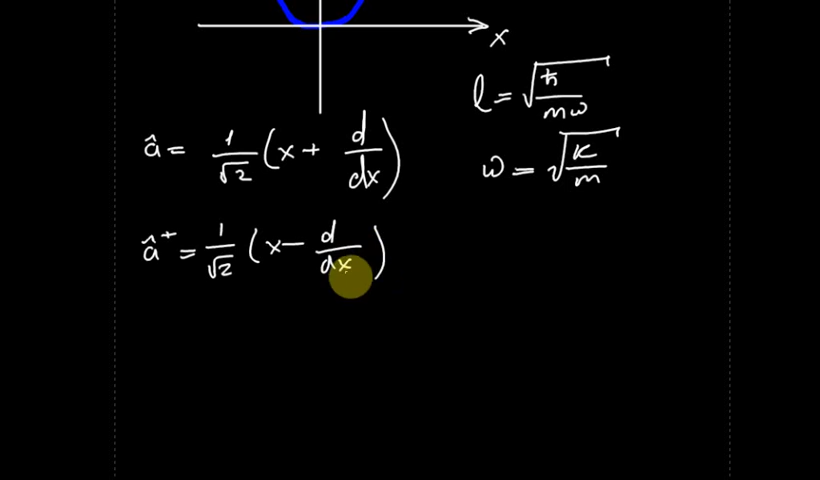 x
l = √(ħ/mω)
â = 1/√2 (x + d/dx)
ω = √(K/m)
â⁺ = 1/√2 (x − d/dx)